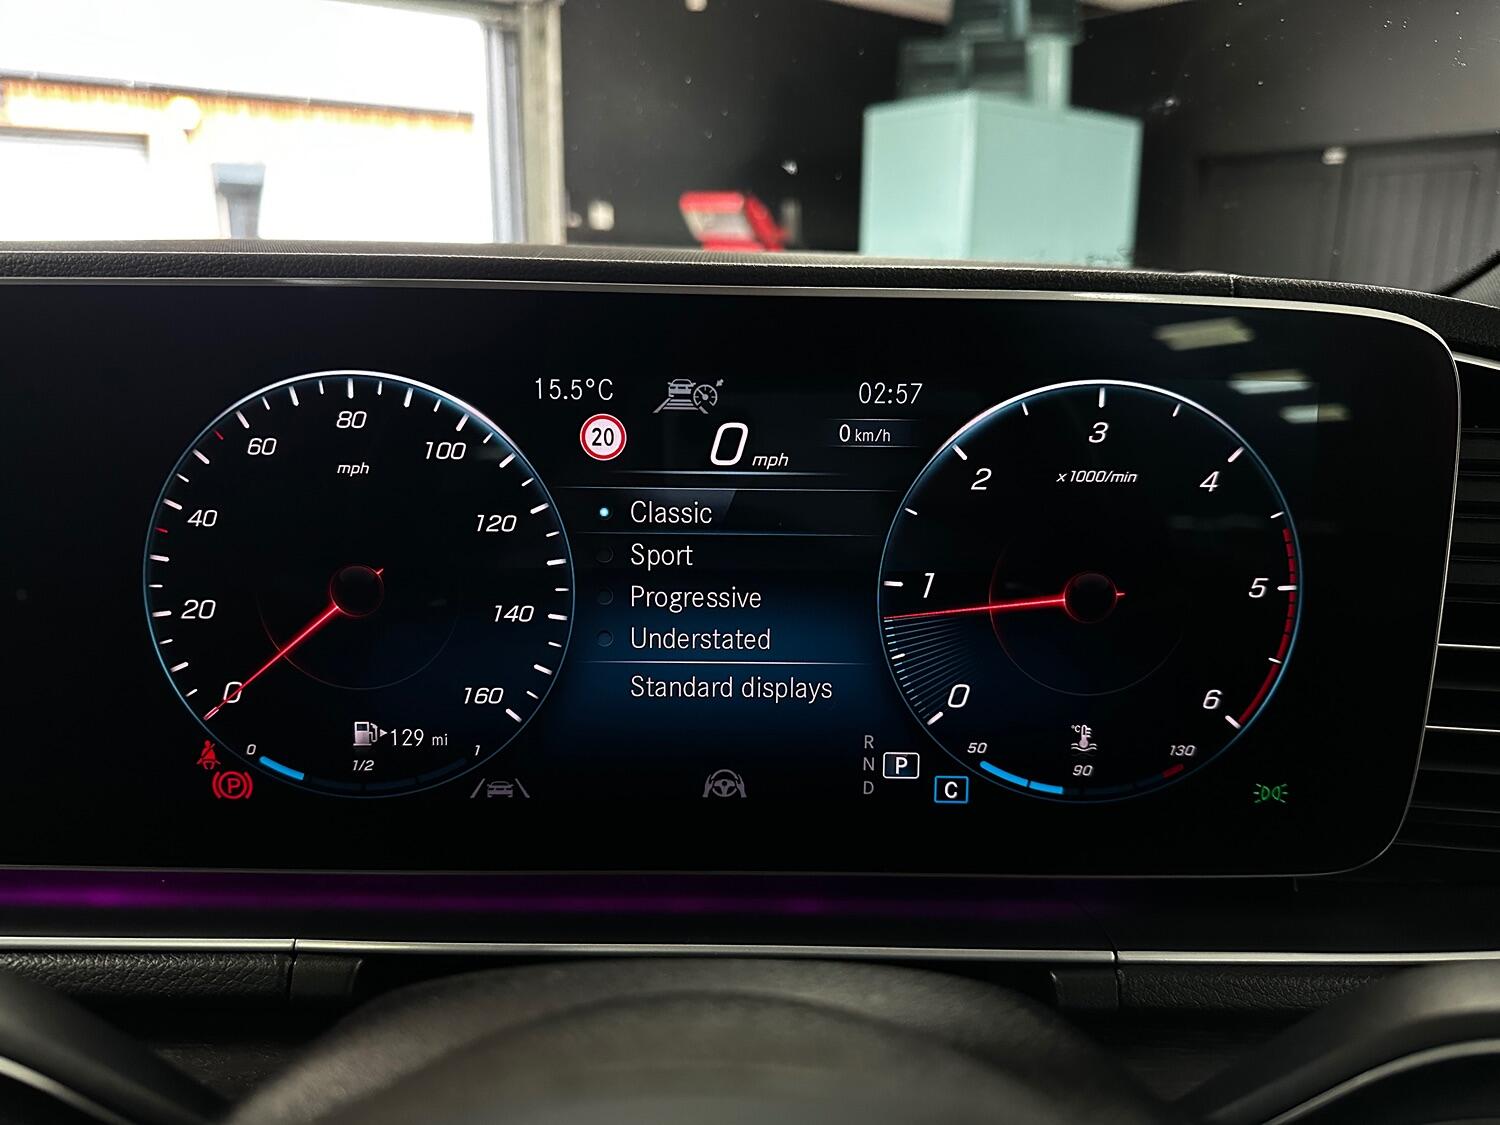 15.5°C
02:57
20
0 mph
0 km/h
0
20
40
60
80
100
120
140
160
mph
Classic
Sport
Progressive
Understated
Standard displays
0
1
2
3
4
5
6
x1000/min
129 mi
0
1/2
1
P
R
N
D
P
C
°C
50
90
130